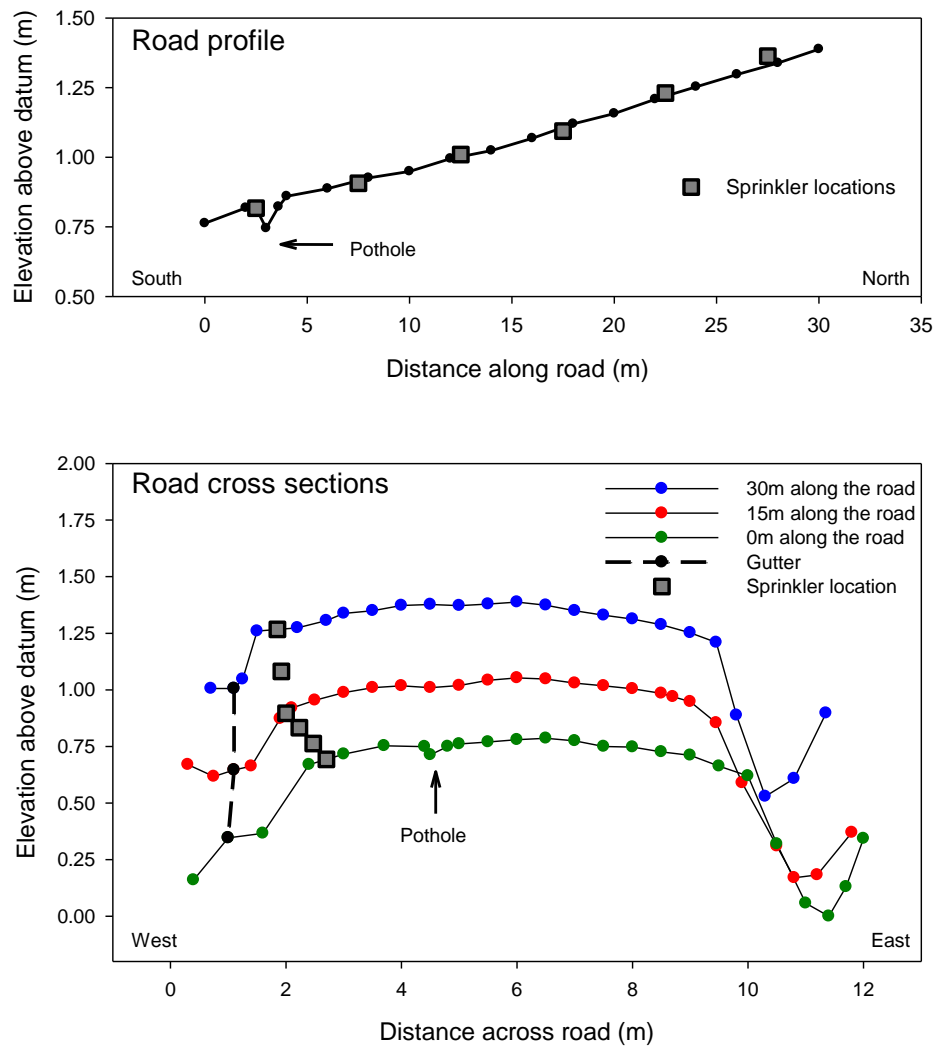 Road profile
Elevation above datum (m)
1.50
1.25
1.00
0.75
0.50
Sprinkler locations
Pothole
South
North
0 5 10 15 20 25 30 35
Distance along road (m)
Road cross sections
Elevation above datum (m)
2.00
1.75
1.50
1.25
1.00
0.75
0.50
0.25
0.00
30m along the road
15m along the road
0m along the road
Gutter
Sprinkler location
Pothole
West
East
0 2 4 6 8 10 12
Distance across road (m)